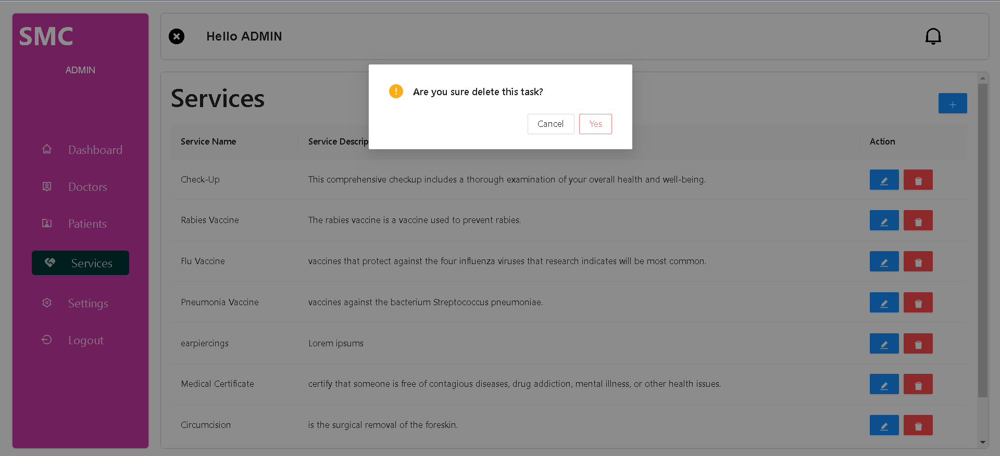 SMC
ADMIN
Dashboard
Doctors
Patients
Services
Settings
Logout
Hello ADMIN
Are you sure delete this task?
Cancel Yes
Services
Service Name Service Descrip Action
Check-Up This comprehensive checkup includes a thorough examination of your overall health and well-being.
Rabies Vaccine The rabies vaccine is a vaccine used to prevent rabies.
Flu Vaccine vaccines that protect against the four influenza viruses that research indicates will be most common.
Pneumonia Vaccine vaccines against the bacterium Streptococcus pneumoniae.
earpiercings Lorem ipsums
Medical Certificate certify that someone is free of contagious diseases, drug addiction, mental illness, or other health issues.
Circumcision is the surgical removal of the foreskin.